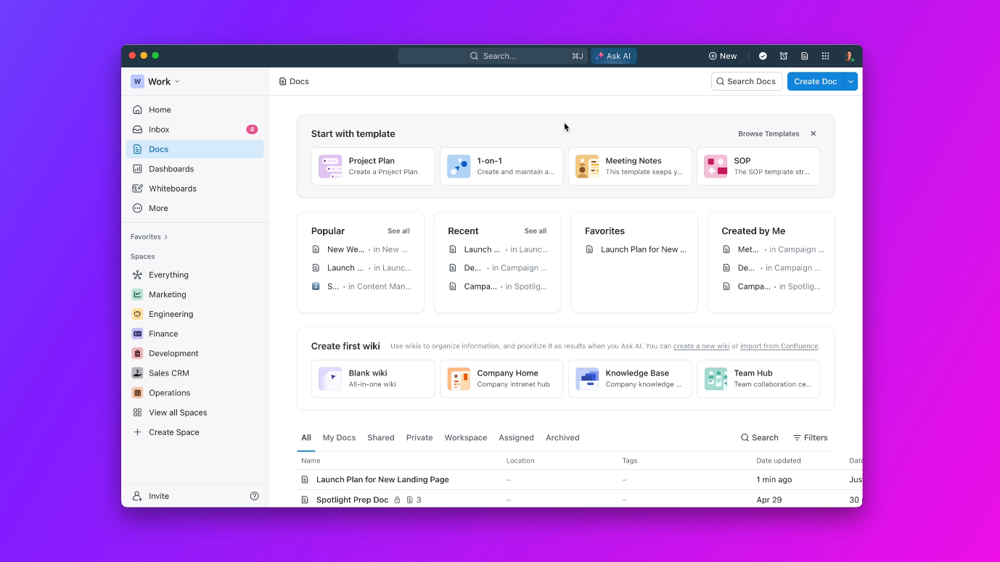 Search... ⌘J Ask AI New
W Work
Docs Search Docs Create Doc
Home
Inbox 4
Docs
Dashboards
Whiteboards
More
Favorites
Spaces
Everything
Marketing
Engineering
Finance
Development
Sales CRM
Operations
View all Spaces
Create Space
Invite
Start with template Browse Templates
Project Plan
Create a Project Plan
1-on-1
Create and maintain a...
Meeting Notes
This template keeps y...
SOP
The SOP template str...
Popular See all
New We... • in New ...
Launch ... • in Launc...
2 S... • in Content Man...
Recent See all
Launch ... • in Launc...
De... • in Campaign ...
Campa... • in Spotlig...
Favorites
Launch Plan for New ...
Created by Me
Met... • in Campaign ...
De... • in Campaign ...
Campa... • in Spotlig...
Create first wiki Use wikis to organize information, and prioritize it as results when you Ask AI. You can create a new wiki or import from Confluence.
Blank wiki
All-in-one wiki
Company Home
Company intranet hub
Knowledge Base
Company knowledge ...
Team Hub
Team collaboration ce...
All My Docs Shared Private Workspace Assigned Archived Search Filters
Name Location Tags Date updated Date
Launch Plan for New Landing Page – – 1 min ago Jus
Spotlight Prep Doc 3 – – Apr 29 30